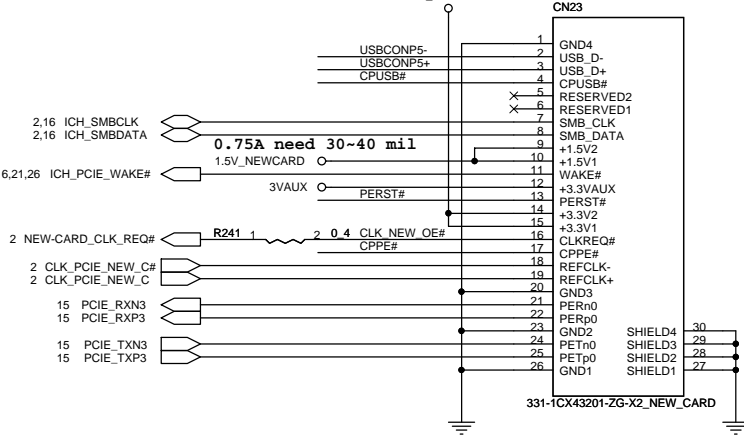 CN23
1 GND4
USBCONP5- 2 USB_D-
USBCONP5+ 3 USB_D+
CPUSB# 4 CPUSB#
5 RESERVED2
6 RESERVED1
2,16 ICH_SMBCLK 7 SMB_CLK
2,16 ICH_SMBDATA 8 SMB_DATA
0.75A need 30~40 mil 9 +1.5V2
1.5V_NEWCARD 10 +1.5V1
6,21,26 ICH_PCIE_WAKE# 11 WAKE#
3VAUX 12 +3.3VAUX
PERST# 13 PERST#
14 +3.3V2
15 +3.3V1
2 NEW-CARD_CLK_REQ# R241 1 2 0_4 CLK_NEW_OE# 16 CLKREQ#
CPPE# 17 CPPE#
2 CLK_PCIE_NEW_C# 18 REFCLK-
2 CLK_PCIE_NEW_C 19 REFCLK+
20 GND3
15 PCIE_RXN3 21 PERn0
15 PCIE_RXP3 22 PERp0
23 GND2 SHIELD4 30
15 PCIE_TXN3 24 PETn0 SHIELD3 29
15 PCIE_TXP3 25 PETp0 SHIELD2 28
26 GND1 SHIELD1 27
331-1CX43201-ZG-X2_NEW_CARD